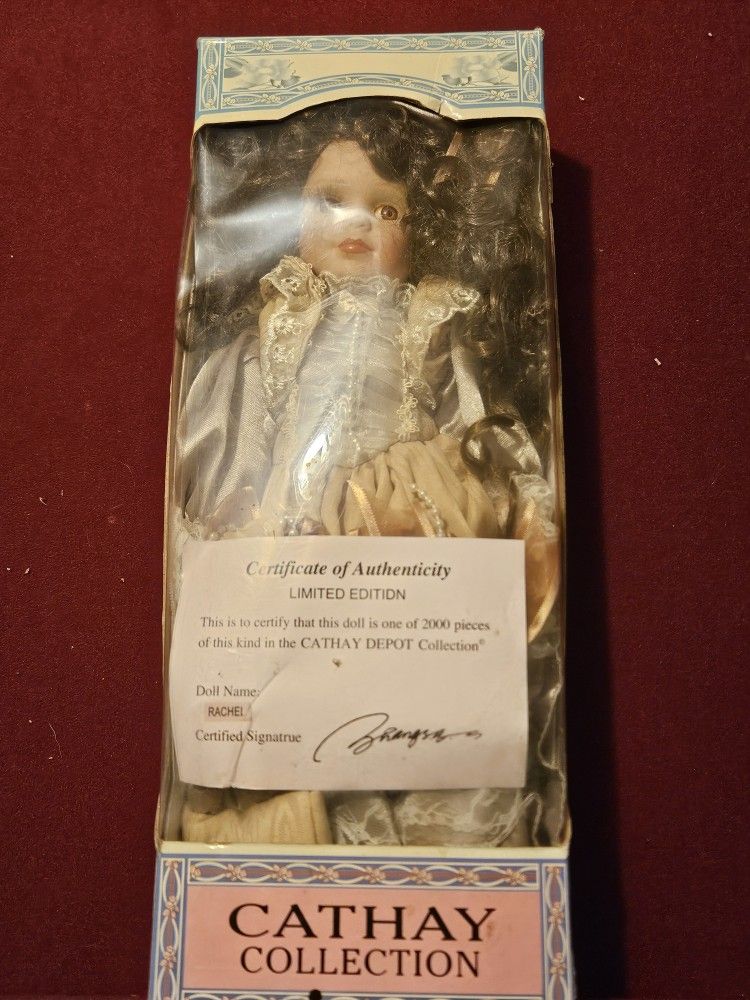 Certificate of Authenticity
LIMITED EDITION
This is to certify that this doll is one of 2000 pieces
of this kind in the CATHAY DEPOT Collection©
Doll Name:
RACHEL
Certified Signatrue
CATHAY
COLLECTION